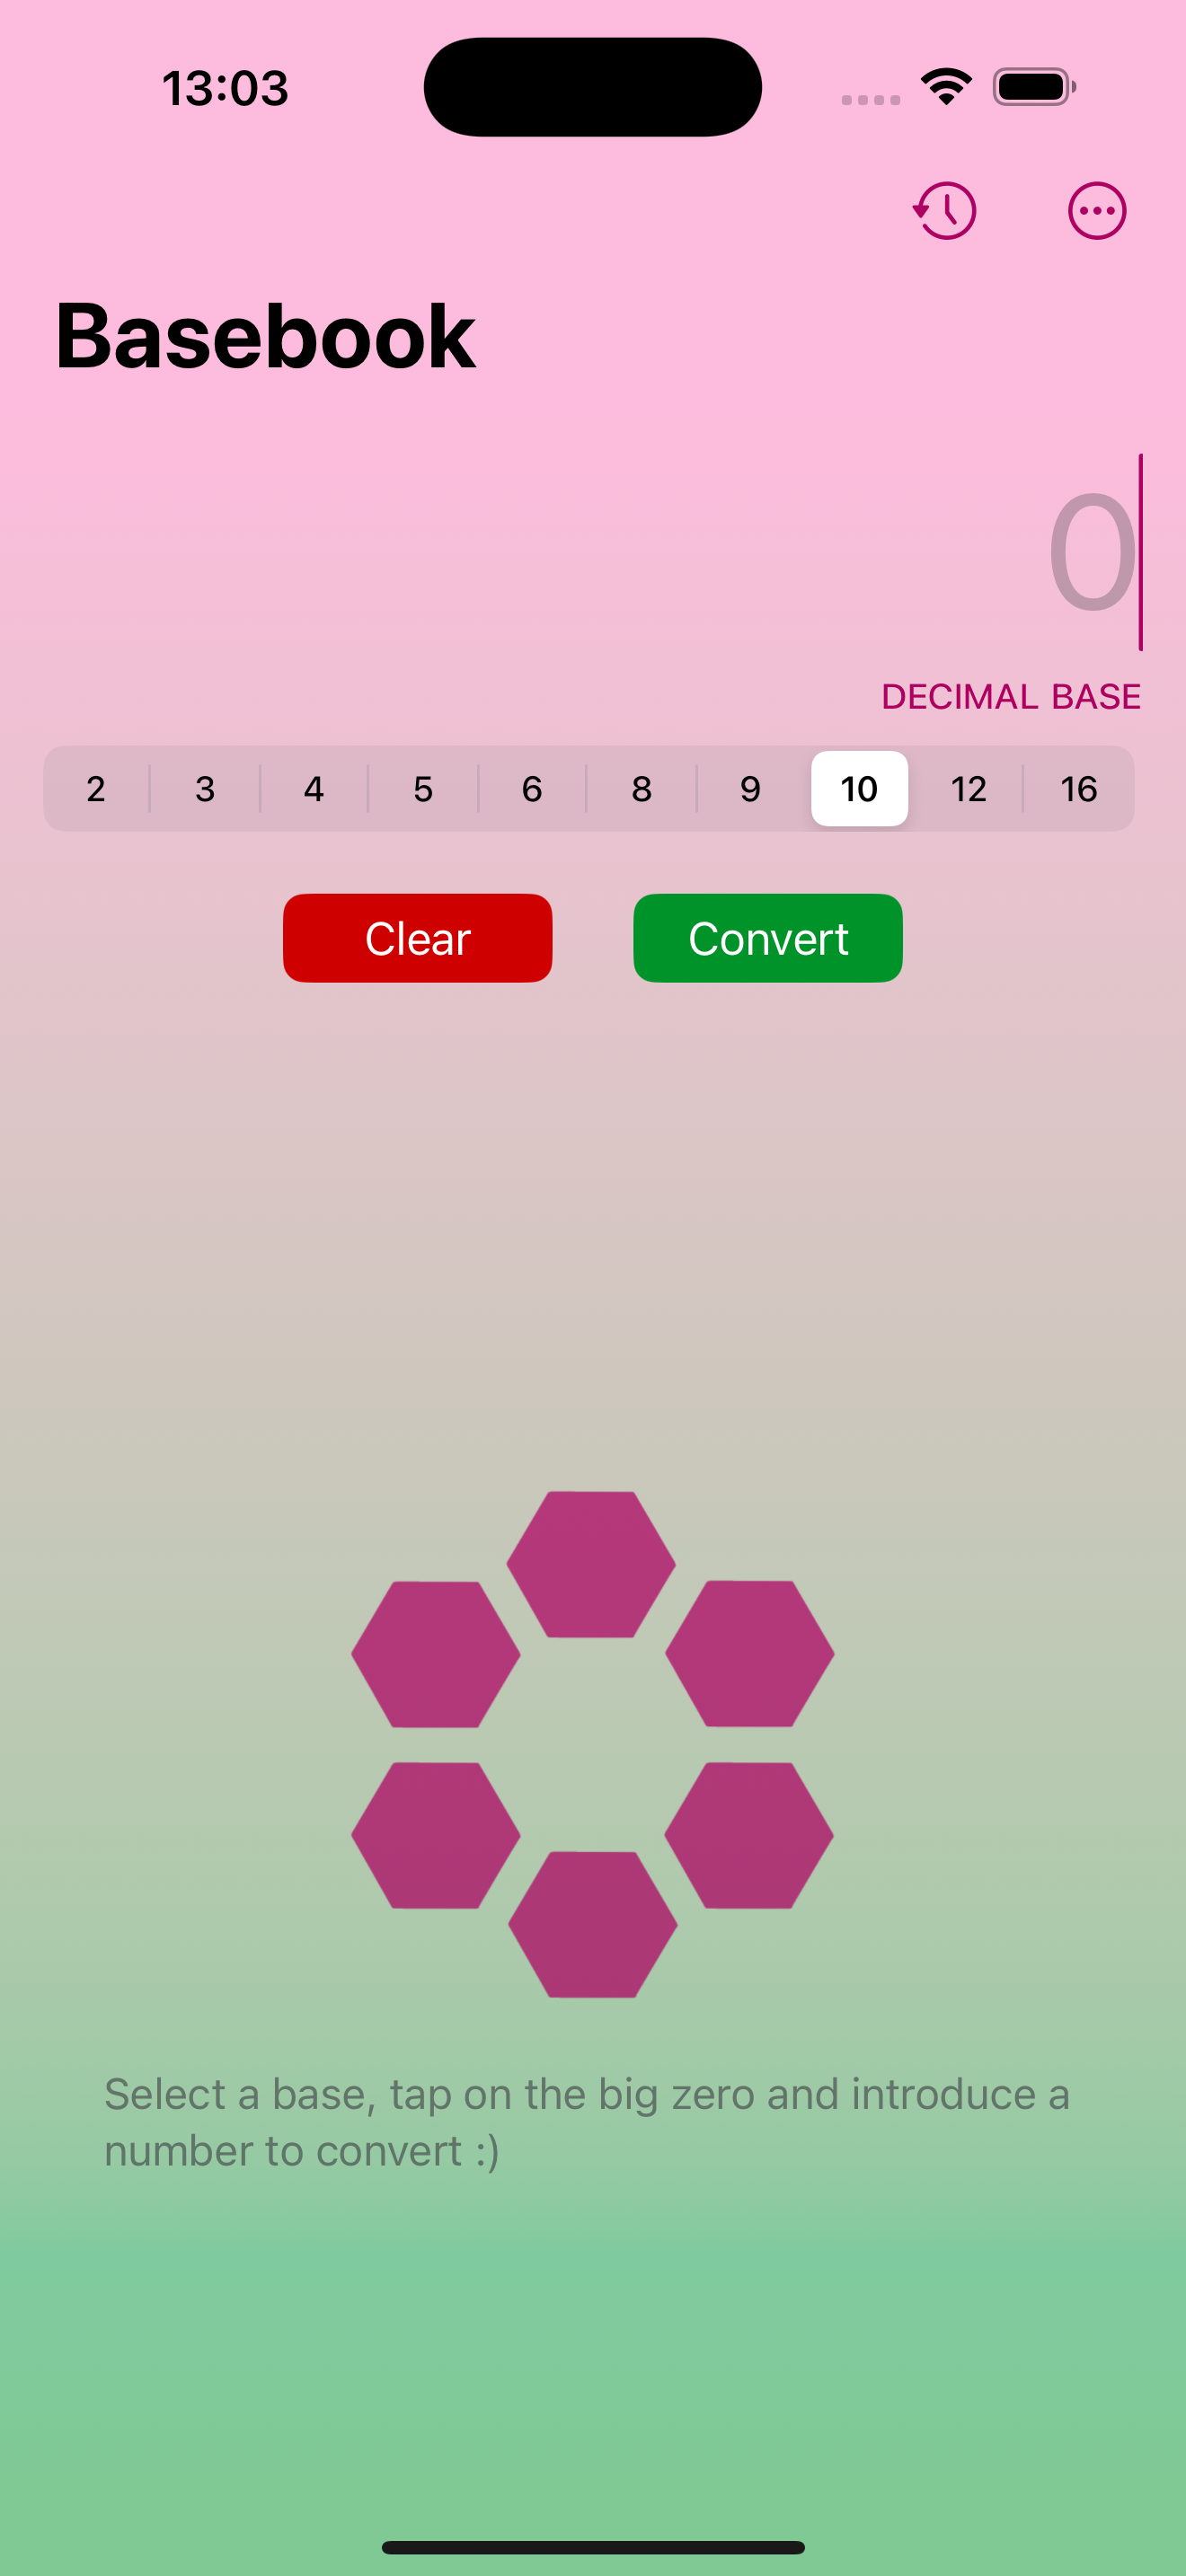 13:03
Basebook
0
DECIMAL BASE
2 3 4 5 6 8 9 10 12 16
Clear Convert
Select a base, tap on the big zero and introduce a
number to convert :)